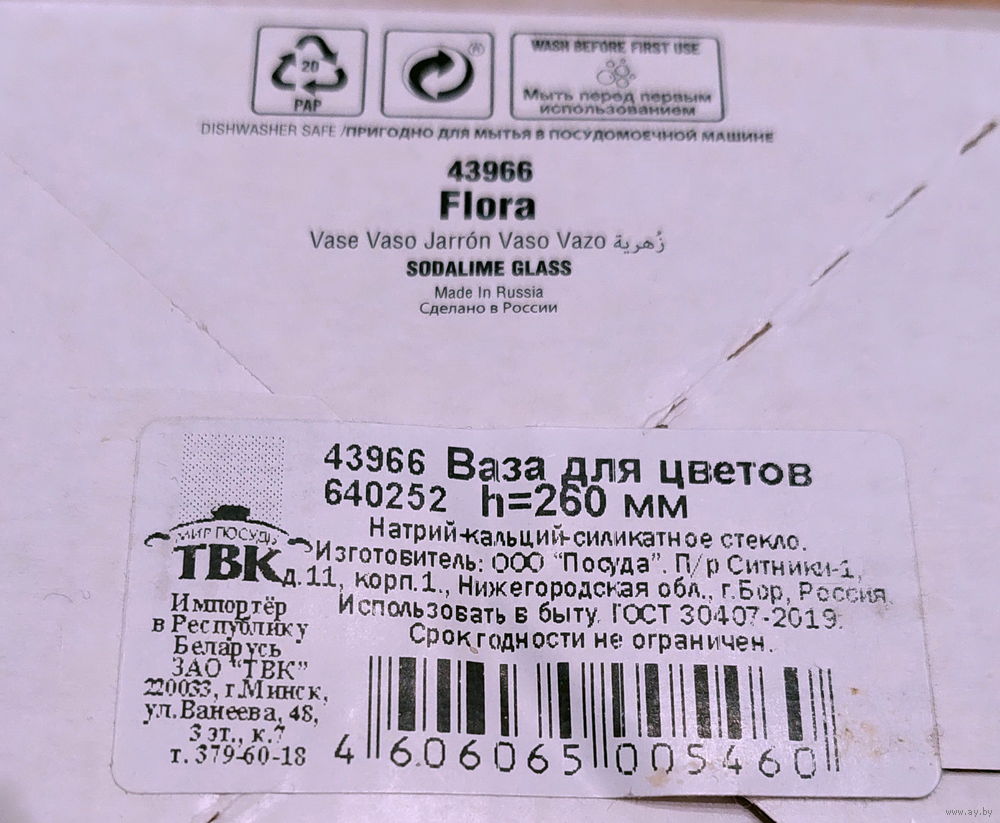 20
PAP
WASH BEFORE FIRST USE
Мыть перед первым
использованием
DISHWASHER SAFE /ПРИГОДНО ДЛЯ МЫТЬЯ В ПОСУДОМОЕЧНОЙ МАШИНЕ
43966
Flora
Vase Vaso Jarrón Vaso Vazo زُهرية
SODALIME GLASS
Made In Russia
Сделано в России
43966 Ваза для цветов
640252 h=260 мм
Натрий-кальций-силикатное стекло.
Изготовитель: ООО "Посуда". П/р Ситники-1,
д.11, корп.1., Нижегородская обл., г.Бор, Россия.
Использовать в быту. ГОСТ 30407-2019.
Срок годности не ограничен.
МИР ПОСУДЫ
ТВК
Импортёр
в Республику
Беларусь
ЗАО "ТВК"
220033, г.Минск,
ул.Ванеева, 48,
3 эт., к.7
т. 379-60-18
4 606065 005460
www.ay.by